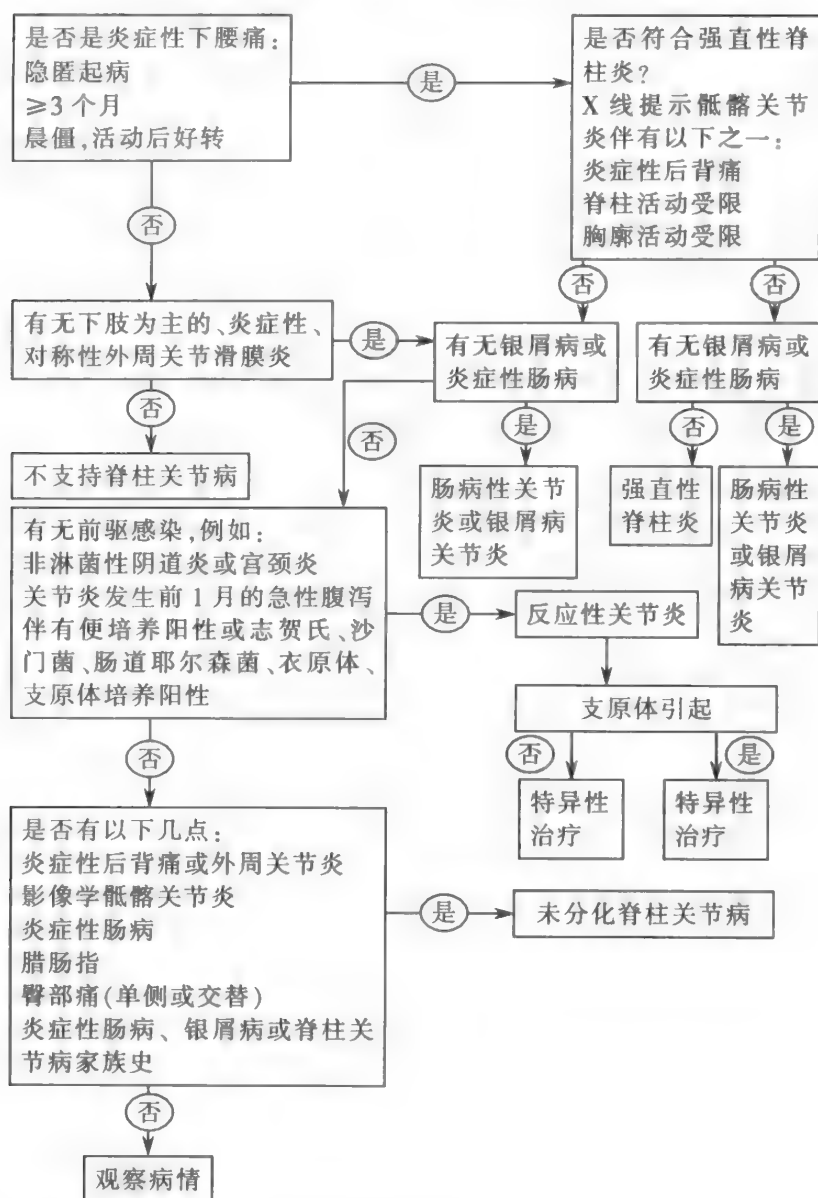 是否是炎症性下腰痛：
隐匿起病
≥3个月
晨僵，活动后好转
是
是否符合强直性脊
柱炎？
X线提示骶髂关节
炎伴有以下之一：
炎症性后背痛
脊柱活动受限
胸廓活动受限
否
否
否
有无下肢为主的、炎症性、
对称性外周关节滑膜炎
是
有无银屑病或
炎症性肠病
有无银屑病或
炎症性肠病
否
否
是
否
是
不支持脊柱关节病
肠病性关节
炎或银屑病
关节炎
强直性
脊柱炎
肠病性
关节炎
或银屑
病关节
炎
有无前驱感染，例如：
非淋菌性阴道炎或宫颈炎
关节炎发生前1月的急性腹泻
伴有便培养阳性或志贺氏、沙
门菌、肠道耶尔森菌、衣原体、
支原体培养阳性
是
反应性关节炎
支原体引起
否
是
特异性
治疗
特异性
治疗
否
是否有以下几点：
炎症性后背痛或外周关节炎
影像学骶髂关节炎
炎症性肠病
腊肠指
臀部痛(单侧或交替)
炎症性肠病、银屑病或脊柱关
节病家族史
是
未分化脊柱关节病
否
观察病情